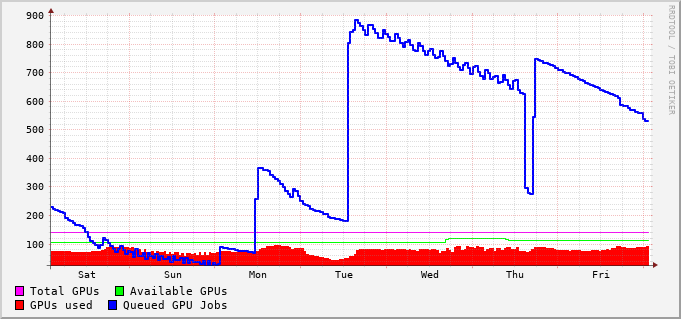 900
800
700
600
500
400
300
200
100
Sat Sun Mon Tue Wed Thu Fri
Total GPUs Available GPUs
GPUs used Queued GPU Jobs
RRDTOOL / TOBI OETIKER